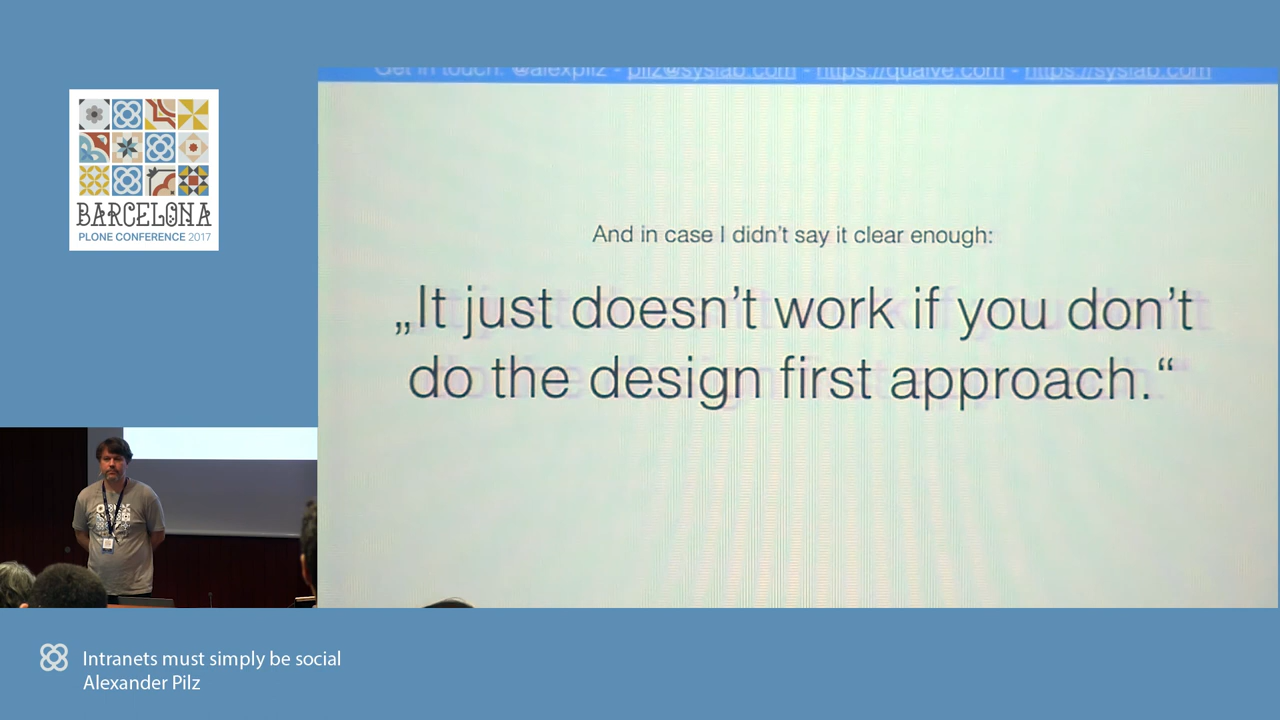 Get in touch: @alexpilz - pilz@syslab.com - https://quaive.com - https://syslab.com
BARCELONA
PLONE CONFERENCE 2017
And in case I didn't say it clear enough:
„It just doesn't work if you don't
do the design first approach.“
Intranets must simply be social
Alexander Pilz